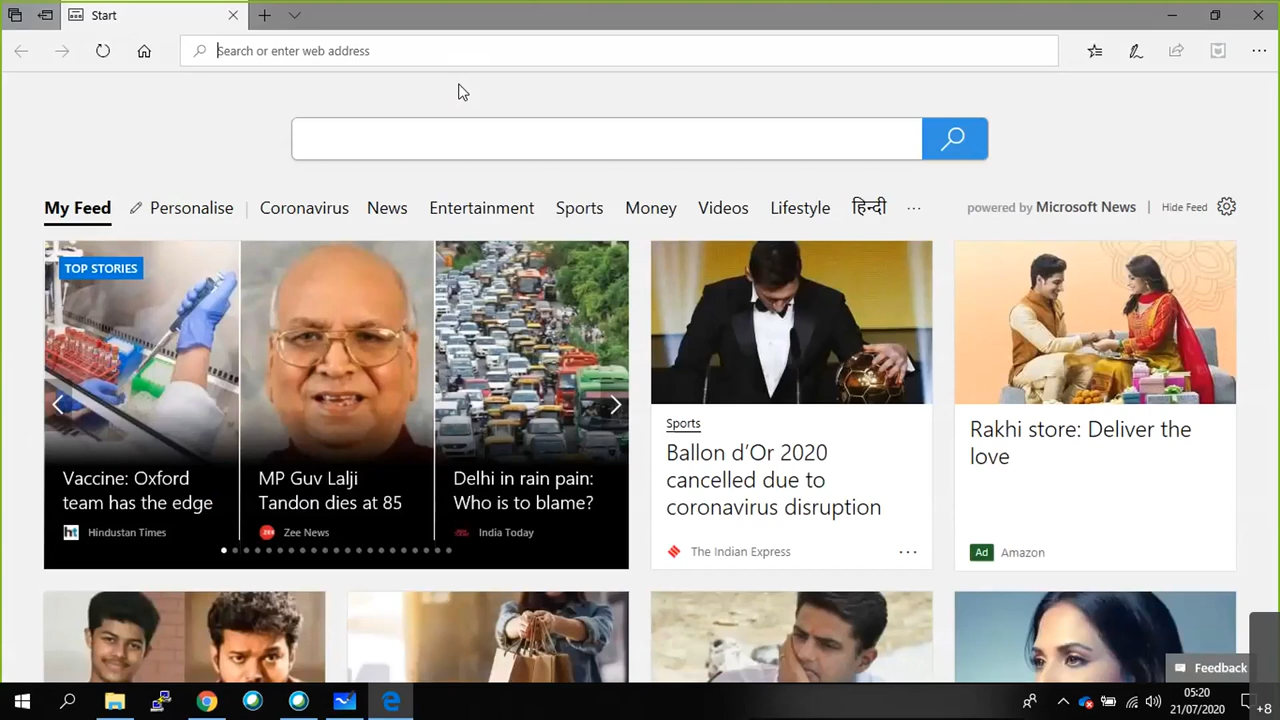 Start
Search or enter web address
My Feed Personalise Coronavirus News Entertainment Sports Money Videos Lifestyle हिन्दी ... powered by Microsoft News Hide Feed
TOP STORIES
Vaccine: Oxford
team has the edge
ht Hindustan Times
MP Guv Lalji
Tandon dies at 85
Zee News
Delhi in rain pain:
Who is to blame?
India Today
Sports
Ballon d'Or 2020
cancelled due to
coronavirus disruption
The Indian Express
Rakhi store: Deliver the
love
Ad Amazon
Feedback
05:20
21/07/2020
+8